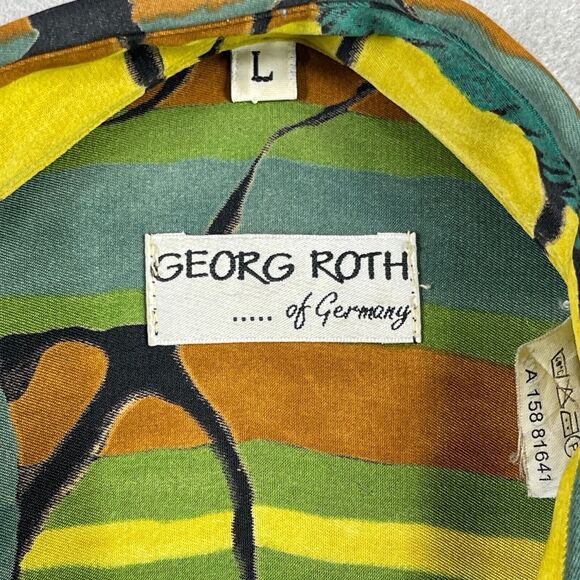 L
GEORG ROTH
..... of Germany
A 158 81641